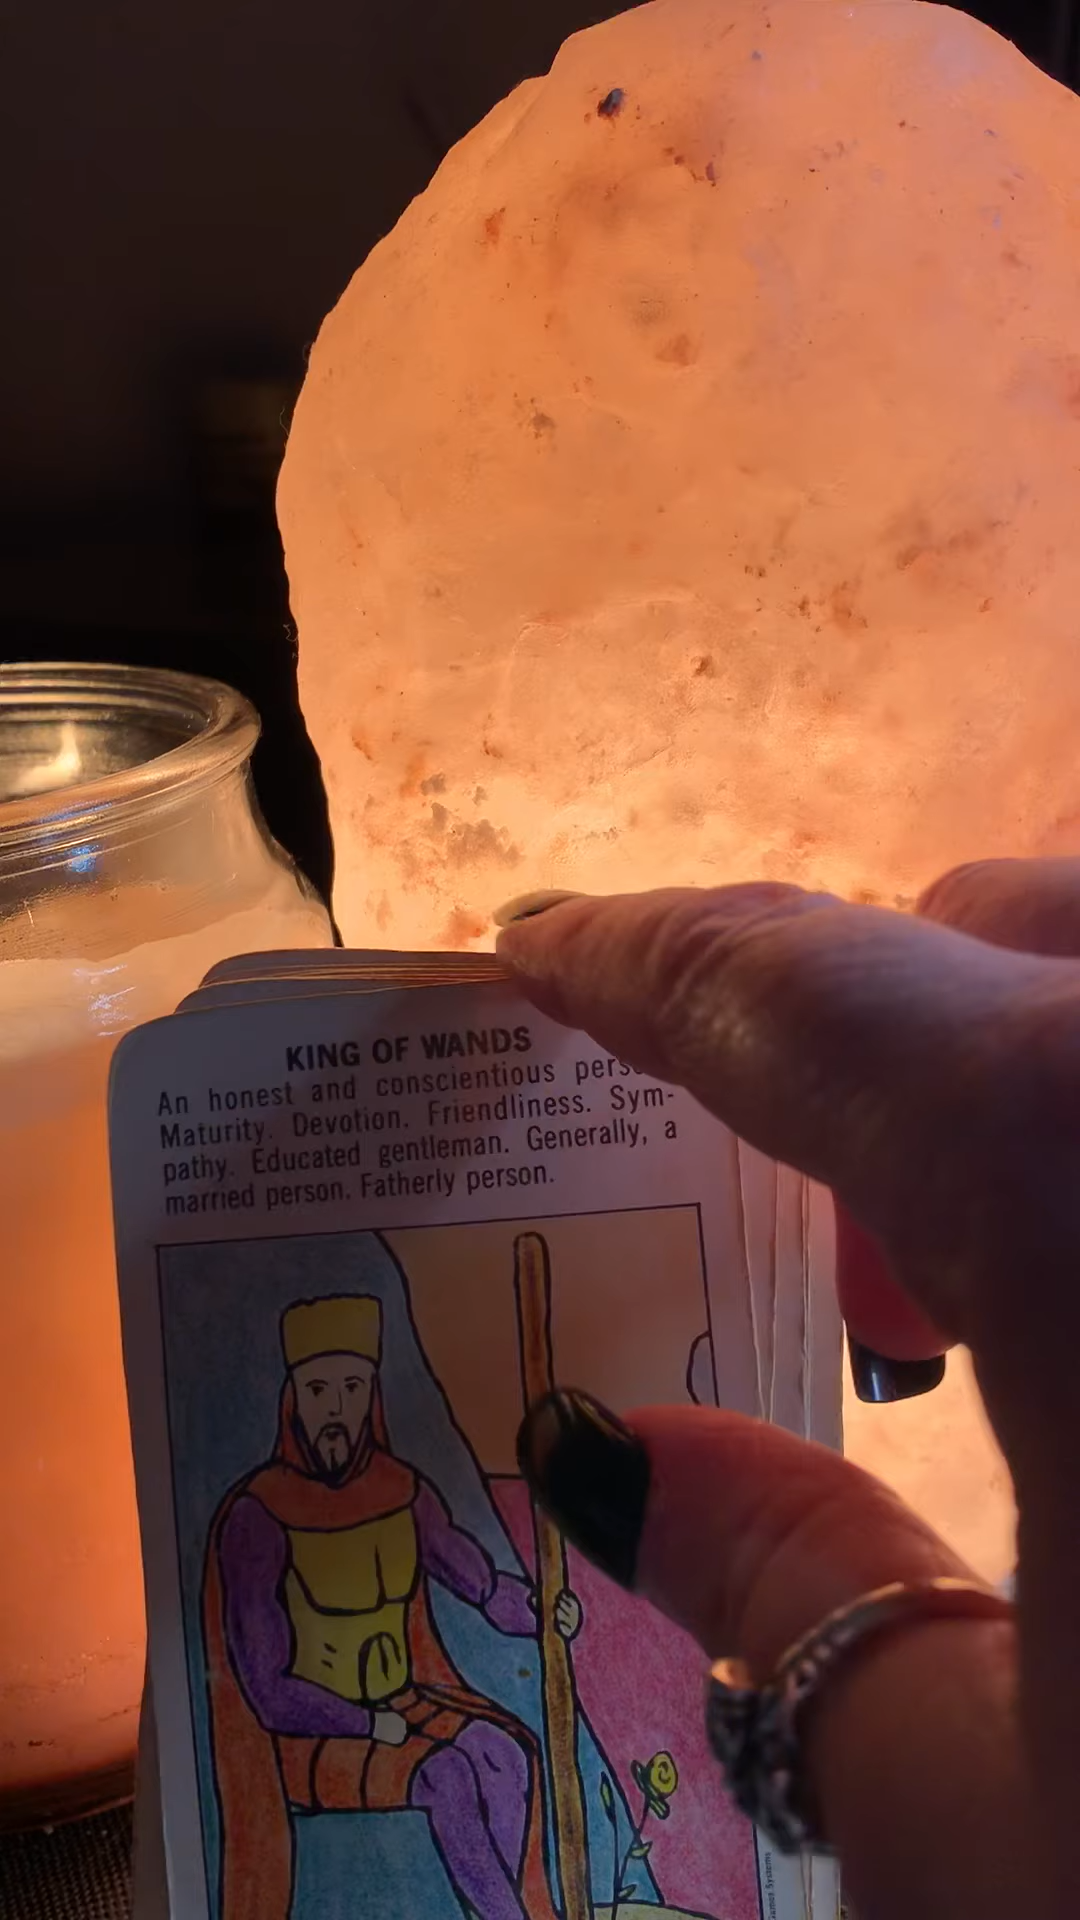 KING OF WANDS
An honest and conscientious
Maturity. Devotion. Friendliness. Sym-
pathy. Educated gentleman. Generally, a
married person. Fatherly person.
Systems